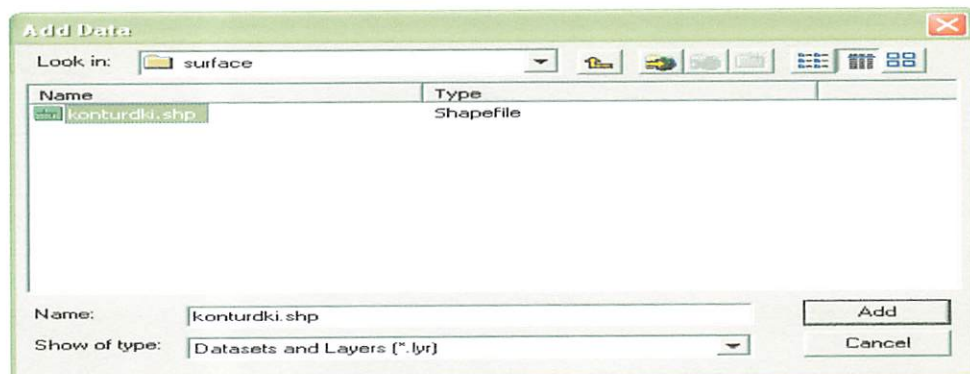 Add Data
Look in: surface
Name Type
konturdki.shp Shapefile
Name: konturdki.shp Add
Show of type: Datasets and Layers (*.lyr) Cancel